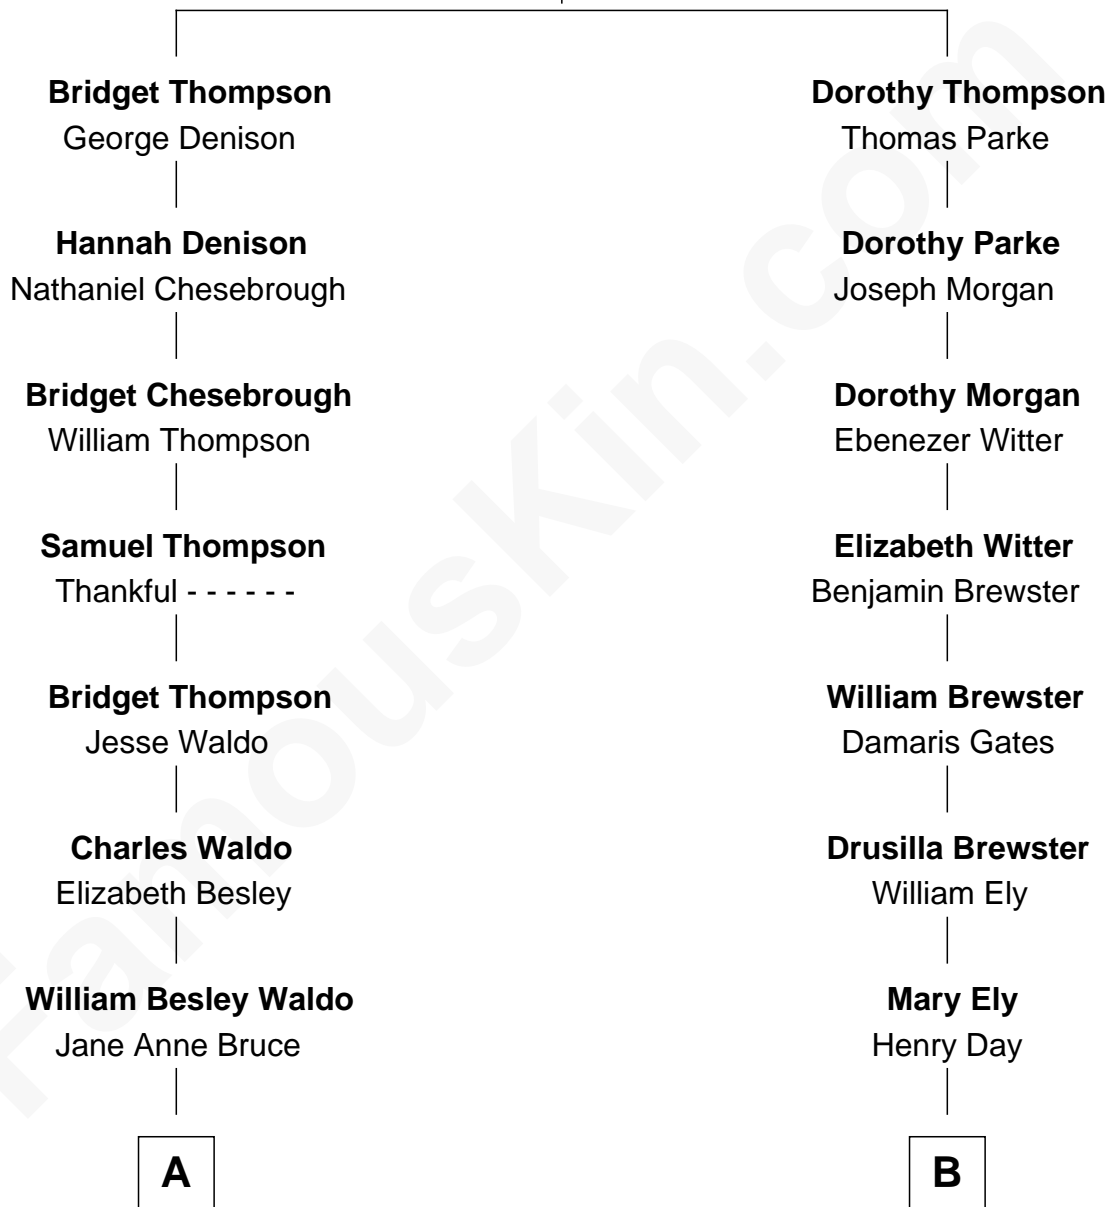 Bridget Thompson
George Denison
Hannah Denison
Nathaniel Chesebrough
Bridget Chesebrough
William Thompson
Samuel Thompson
Thankful - - - - - -
Bridget Thompson
Jesse Waldo
Charles Waldo
Elizabeth Besley
William Besley Waldo
Jane Anne Bruce
A
Dorothy Thompson
Thomas Parke
Dorothy Parke
Joseph Morgan
Dorothy Morgan
Ebenezer Witter
Elizabeth Witter
Benjamin Brewster
William Brewster
Damaris Gates
Drusilla Brewster
William Ely
Mary Ely
Henry Day
B
FamousKin.com